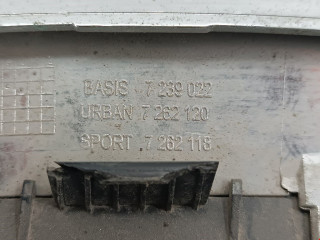 BASIS 7 239 022
URBAN 7 262 120
SPORT 7 262 118